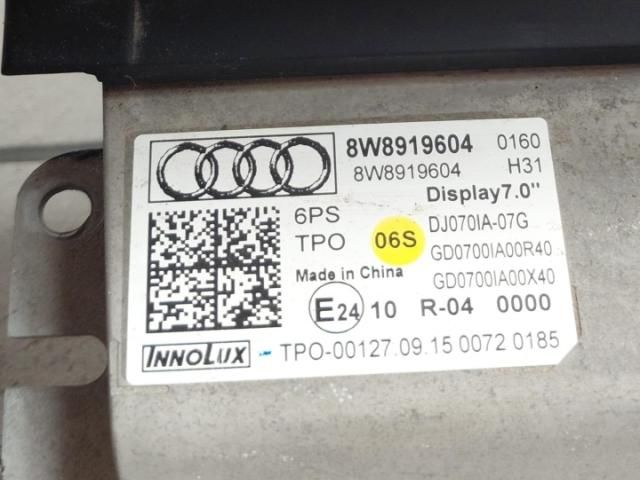 8W8919604 0160
8W8919604 H31
Display7.0"
6PS
TPO 06S DJ070IA-07G
GD0700IA00R40
Made in China GD0700IA00X40
E24 10 R-04 0000
INNOLUX - TPO-00127.09.15 0072 0185